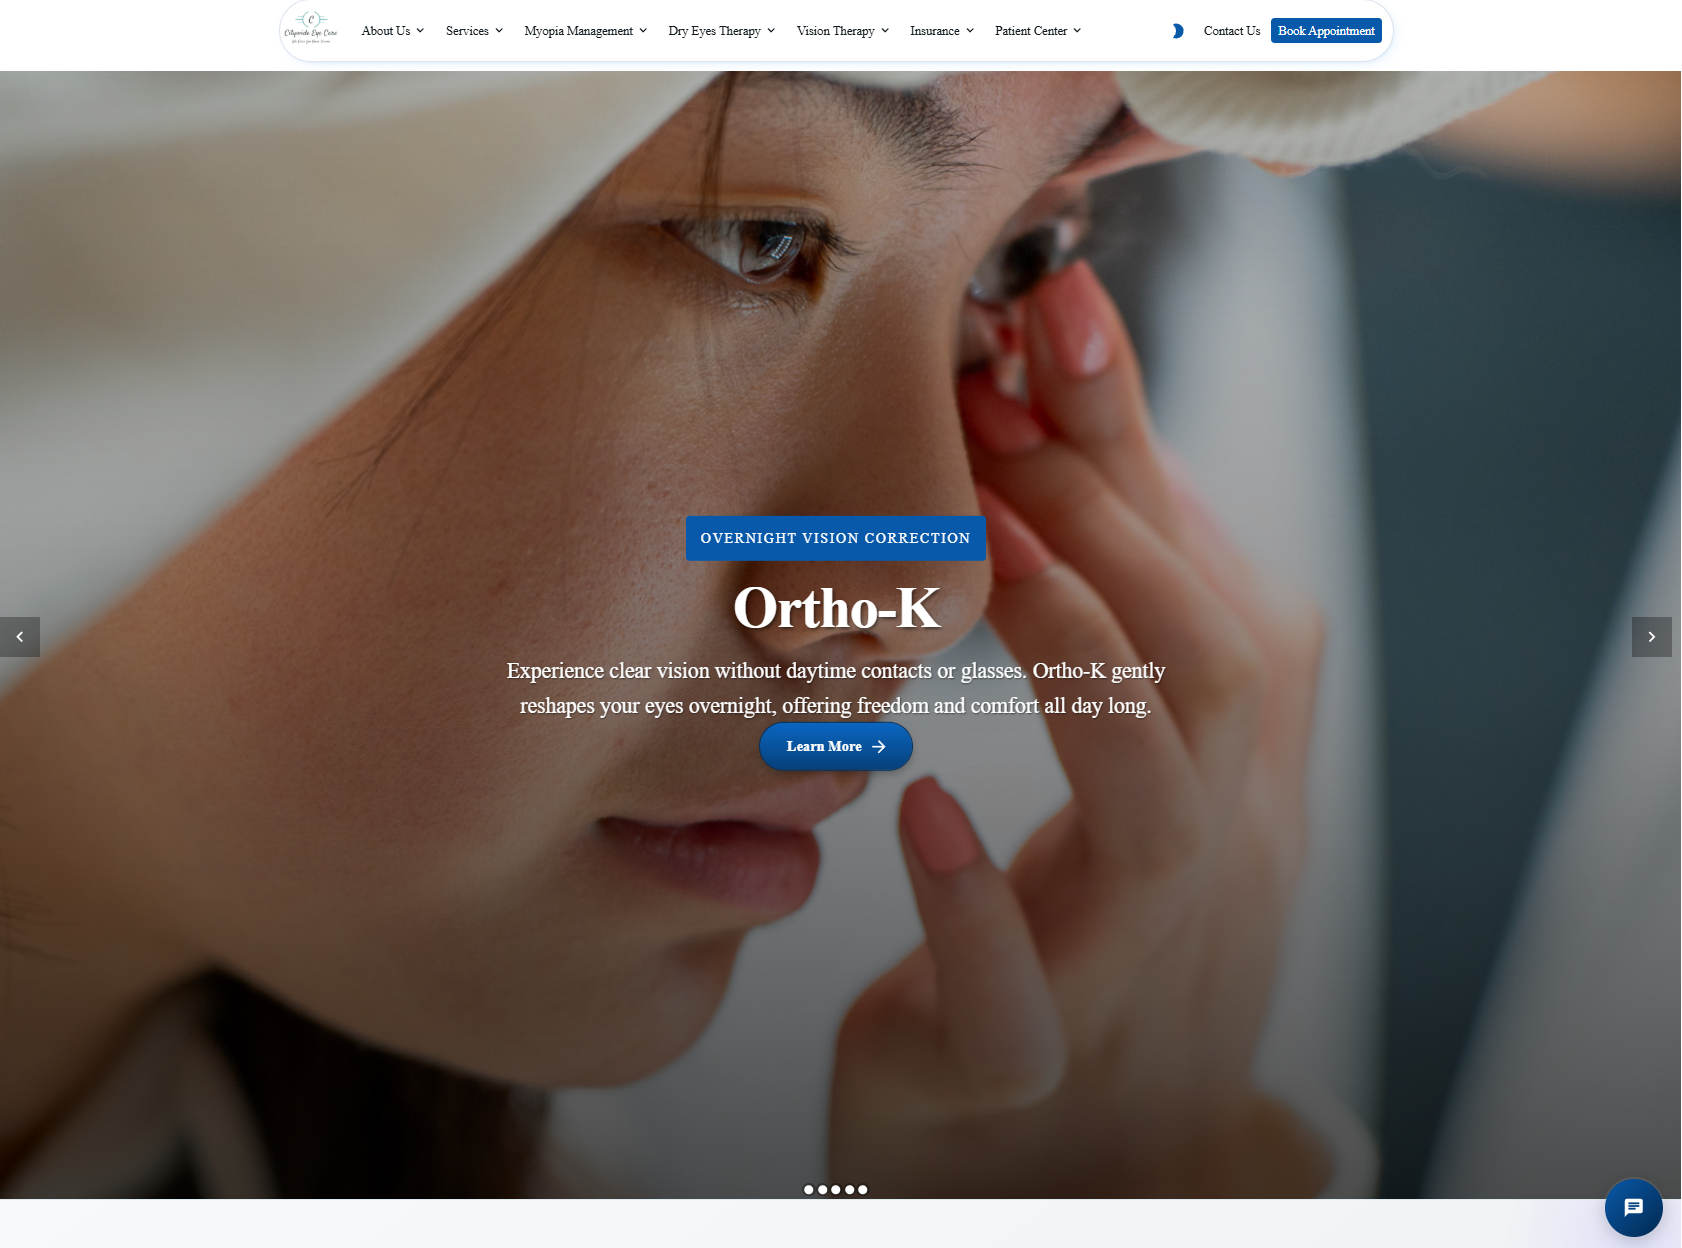 C
Citywide Eye Care
About Us
Services
Myopia Management
Dry Eyes Therapy
Vision Therapy
Insurance
Patient Center
Contact Us
Book Appointment
OVERNIGHT VISION CORRECTION
Ortho-K
Experience clear vision without daytime contacts or glasses. Ortho-K gently
reshapes your eyes overnight, offering freedom and comfort all day long.
Learn More